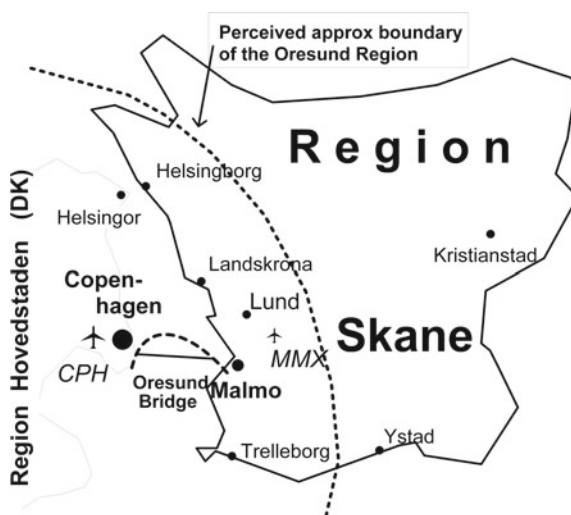 Perceived approx boundary
of the Oresund Region
Region
Helsingborg
Helsingor
Kristianstad
Landskrona
Copen-
hagen
Lund
Skane
CPH
MMX
Oresund
Bridge
Malmo
Trelleborg
Ystad
Region Hovedstaden (DK)